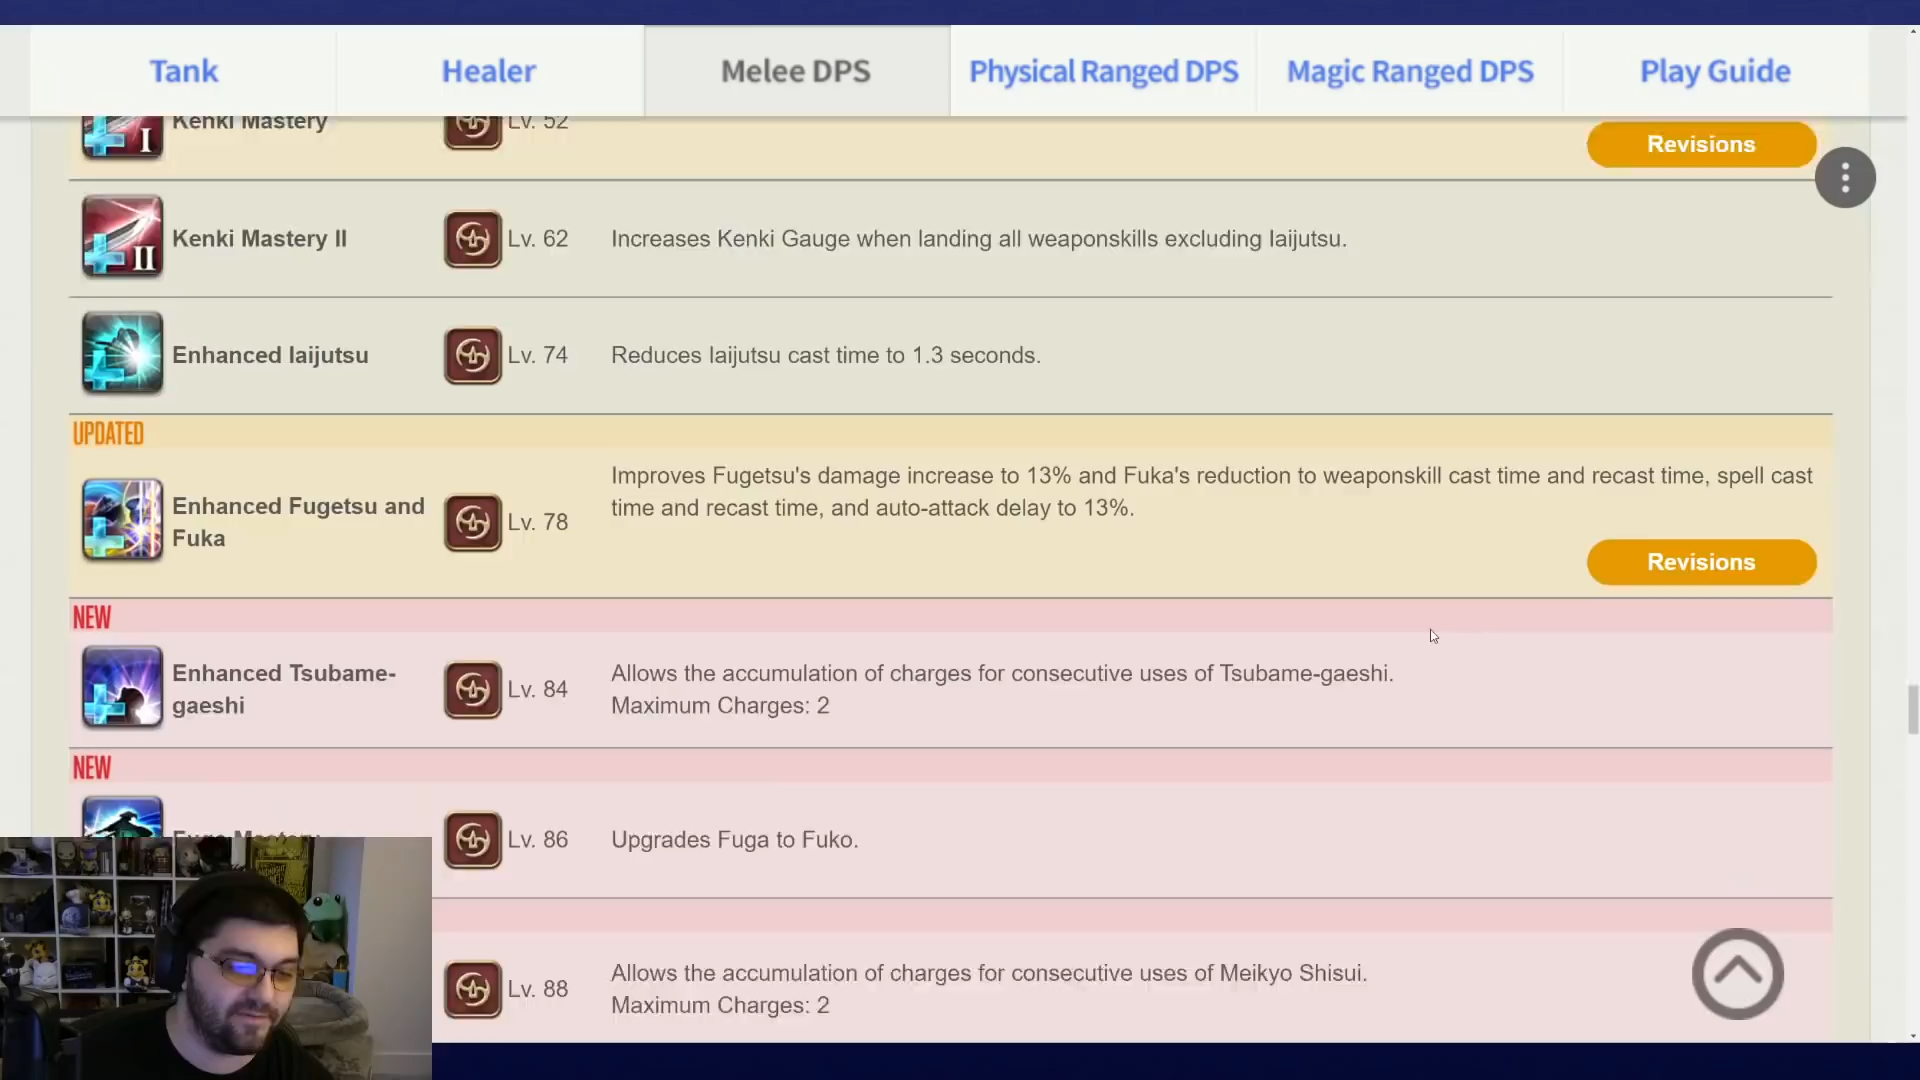 Tank Healer Melee DPS Physical Ranged DPS Magic Ranged DPS Play Guide
Kenki Mastery Lv. 52
Revisions
Kenki Mastery II Lv. 62 Increases Kenki Gauge when landing all weaponskills excluding Iaijutsu.
Enhanced Iaijutsu Lv. 74 Reduces Iaijutsu cast time to 1.3 seconds.
UPDATED
Enhanced Fugetsu and
Fuka
Lv. 78
Improves Fugetsu's damage increase to 13% and Fuka's reduction to weaponskill cast time and recast time, spell cast
time and recast time, and auto-attack delay to 13%.
Revisions
NEW
Enhanced Tsubame-
gaeshi
Lv. 84
Allows the accumulation of charges for consecutive uses of Tsubame-gaeshi.
Maximum Charges: 2
NEW
Fuga Mastery Lv. 86 Upgrades Fuga to Fuko.
Lv. 88
Allows the accumulation of charges for consecutive uses of Meikyo Shisui.
Maximum Charges: 2